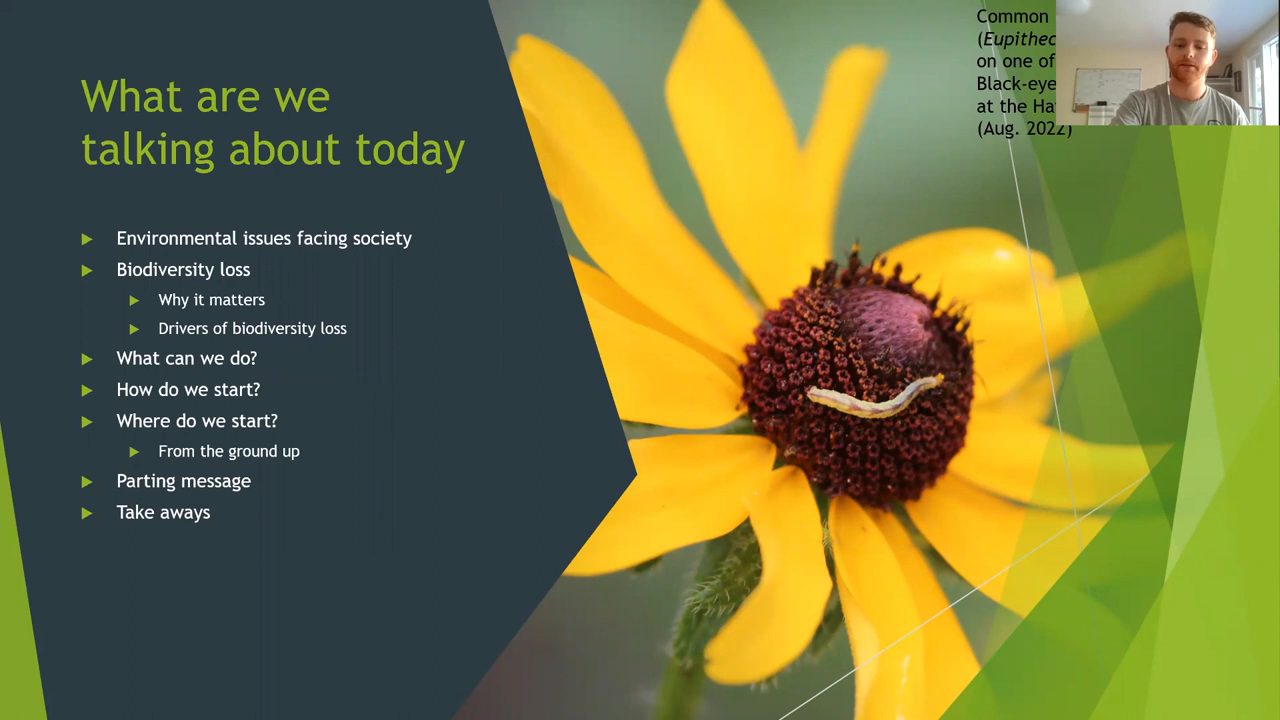 What are we
talking about today
Environmental issues facing society
Biodiversity loss
Why it matters
Drivers of biodiversity loss
What can we do?
How do we start?
Where do we start?
From the ground up
Parting message
Take aways
Common
(Eupithec
on one of
Black-eye
at the Ha
(Aug. 2022)